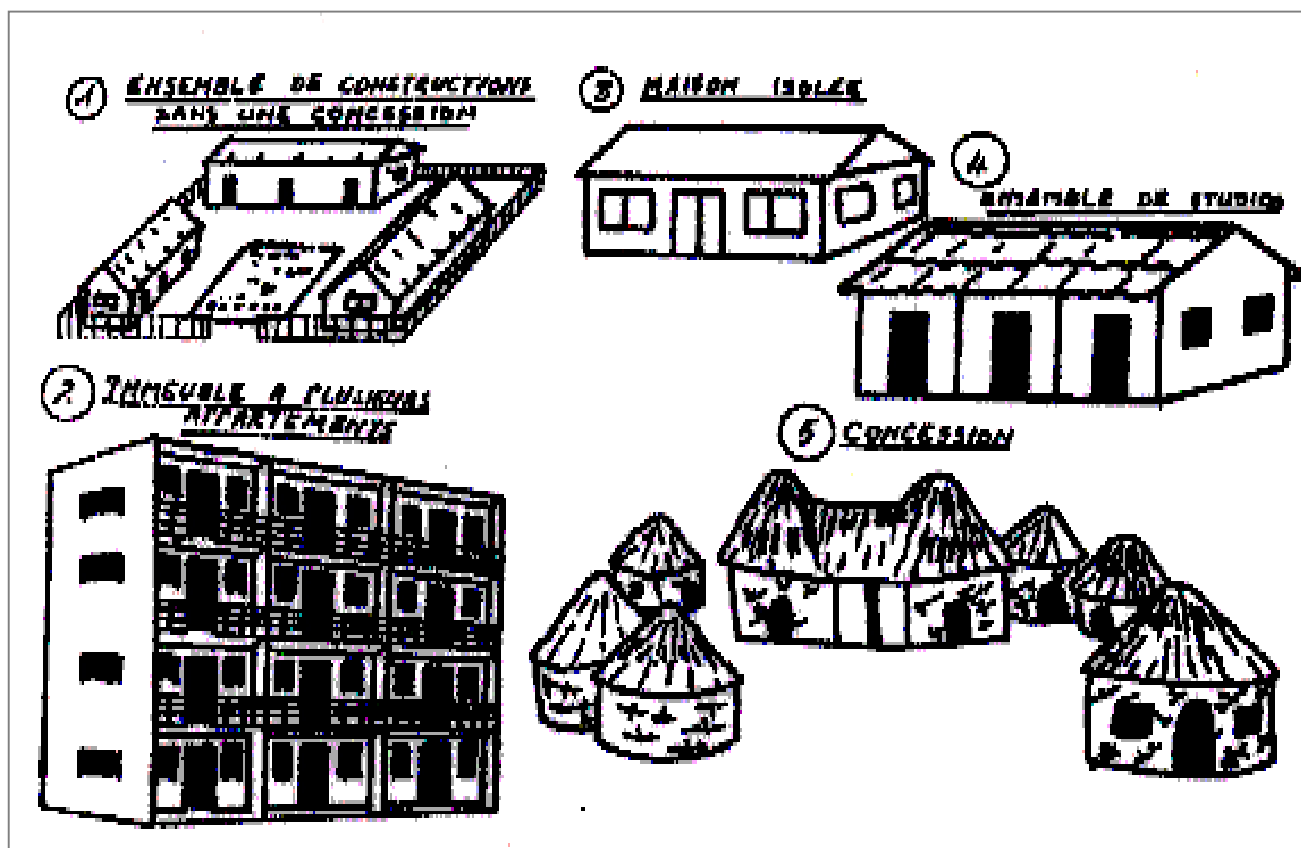 1 ENSEMBLE DE CONSTRUCTIONS
DANS UNE CONCESSION
3 MAISON ISOLEE
4
ENSEMBLE DE STUDIOS
2 IMMEUBLE A PLUSIEURS
APPARTEMENTS
5 CONCESSION